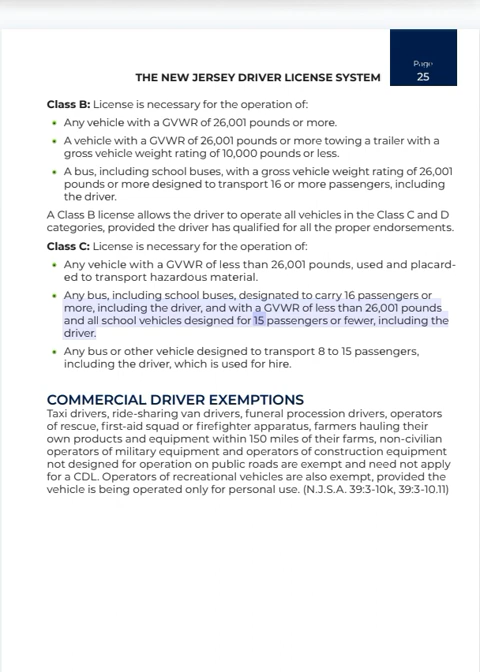 Page
THE NEW JERSEY DRIVER LICENSE SYSTEM
25
Class B: License is necessary for the operation of:
• Any vehicle with a GVWR of 26,001 pounds or more.
• A vehicle with a GVWR of 26,001 pounds or more towing a trailer with a
gross vehicle weight rating of 10,000 pounds or less.
• A bus, including school buses, with a gross vehicle weight rating of 26,001
pounds or more designed to transport 16 or more passengers, including
the driver.
A Class B license allows the driver to operate all vehicles in the Class C and D
categories, provided the driver has qualified for all the proper endorsements.
Class C: License is necessary for the operation of:
• Any vehicle with a GVWR of less than 26,001 pounds, used and placard-
ed to transport hazardous material.
• Any bus, including school buses, designated to carry 16 passengers or
more, including the driver, and with a GVWR of less than 26,001 pounds
and all school vehicles designed for 15 passengers or fewer, including the
driver.
• Any bus or other vehicle designed to transport 8 to 15 passengers,
including the driver, which is used for hire.
COMMERCIAL DRIVER EXEMPTIONS
Taxi drivers, ride-sharing van drivers, funeral procession drivers, operators
of rescue, first-aid squad or firefighter apparatus, farmers hauling their
own products and equipment within 150 miles of their farms, non-civilian
operators of military equipment and operators of construction equipment
not designed for operation on public roads are exempt and need not apply
for a CDL. Operators of recreational vehicles are also exempt, provided the
vehicle is being operated only for personal use. (N.J.S.A. 39:3-10k, 39:3-10.11)